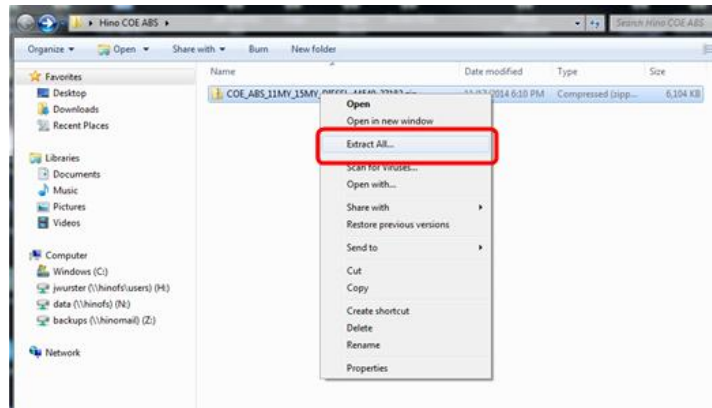 Hino COE ABS
Search Hino COE ABS
Organize Open Share with Burn New folder
Name Date modified Type Size
Favorites
Desktop
Downloads
Recent Places
Libraries
Documents
Music
Pictures
Videos
Computer
Windows (C:)
jwurster (\\hinofs\users) (H:)
data (\\hinofs) (N:)
backups (\\hinomail) (Z:)
Network
COE_ABS_11MY_15MY_DIESEL 2014 6:10 PM Compressed (zipp... 6,104 KB
Open
Open in new window
Extract All...
Scan for Viruses...
Open with...
Share with
Restore previous versions
Send to
Cut
Copy
Create shortcut
Delete
Rename
Properties